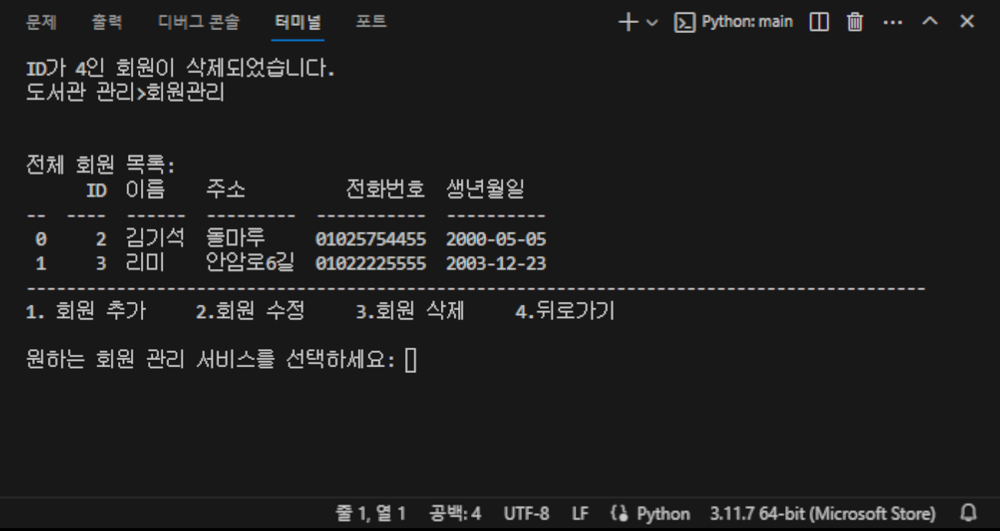 문제 출력 디버그 콘솔 터미널 포트 Python: main
ID가 4인 회원이 삭제되었습니다.
도서관 관리>회원관리
전체 회원 목록:
ID 이름 주소 전화번호 생년월일
-- ---- ------ --------- ----------- ----------
0 2 김기석 돌마루 01025754455 2000-05-05
1 3 리미 안암로6길 01022225555 2003-12-23
------------------------------------------------------------------------------------------
1. 회원 추가 2.회원 수정 3.회원 삭제 4.뒤로가기
원하는 회원 관리 서비스를 선택하세요:
줄 1, 열 1 공백: 4 UTF-8 LF Python 3.11.7 64-bit (Microsoft Store)